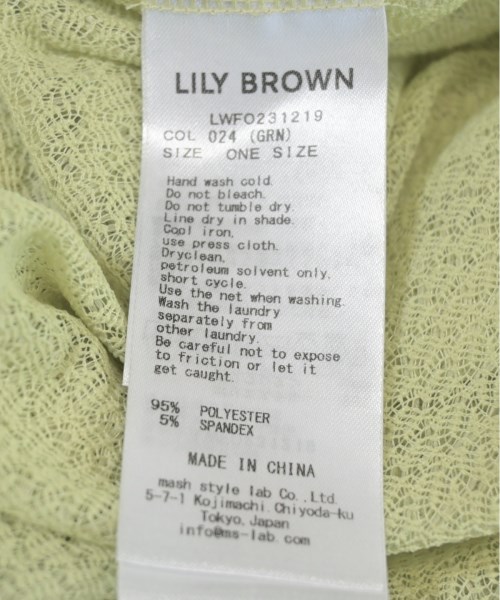 LILY BROWN
LWFO231219
COL 024 (GRN)
SIZE ONE SIZE
Hand wash cold.
Do not bleach.
Do not tumble dry.
Line dry in shade.
Cool iron,
use press cloth.
Dryclean,
petroleum solvent only,
short cycle.
Use the net when washing.
Wash the laundry
separately from
other laundry.
Be careful not to expose
to friction or let it
get caught.
95% POLYESTER
5% SPANDEX
MADE IN CHINA
mash style lab Co.,Ltd.
5-7-1 Kojimachi,Chiyoda-ku
Tokyo,Japan
info@ms-lab.com